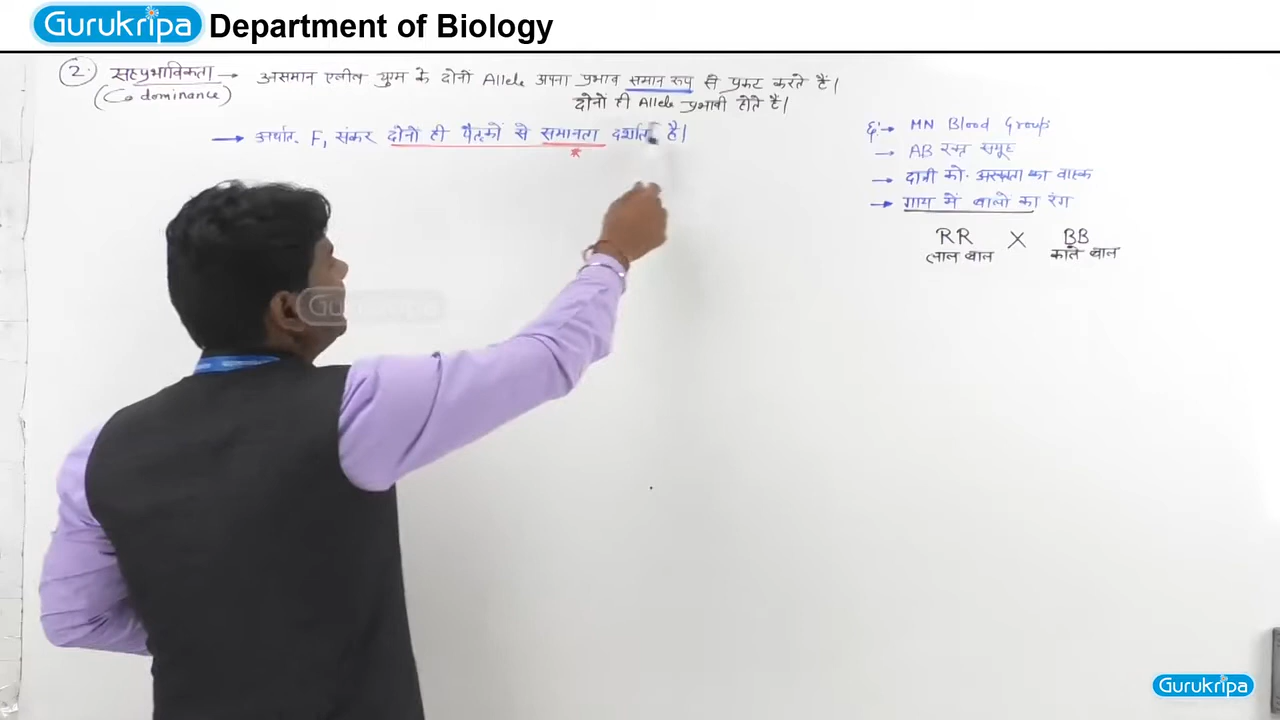 Gurukripa Department of Biology
2. सहप्रभाविकता → असमान एलील युग्म के दोनों Allele अपना प्रभाव समान रूप से प्रकट करते हैं।
(Co dominance)
दोनों ही Allele प्रभावी होते हैं।
→ अर्थात F₁ संकर दोनों ही पैतृकों से समानता दर्शात है।
Eg:→ MN Blood Groups
→ AB रक्त समूह
→ दात्री को. अरक्तता का वाहक
→ गाय में बालों का रंग
RR X BB
लाल बाल काले बाल
Gurukripa
Gurukripa